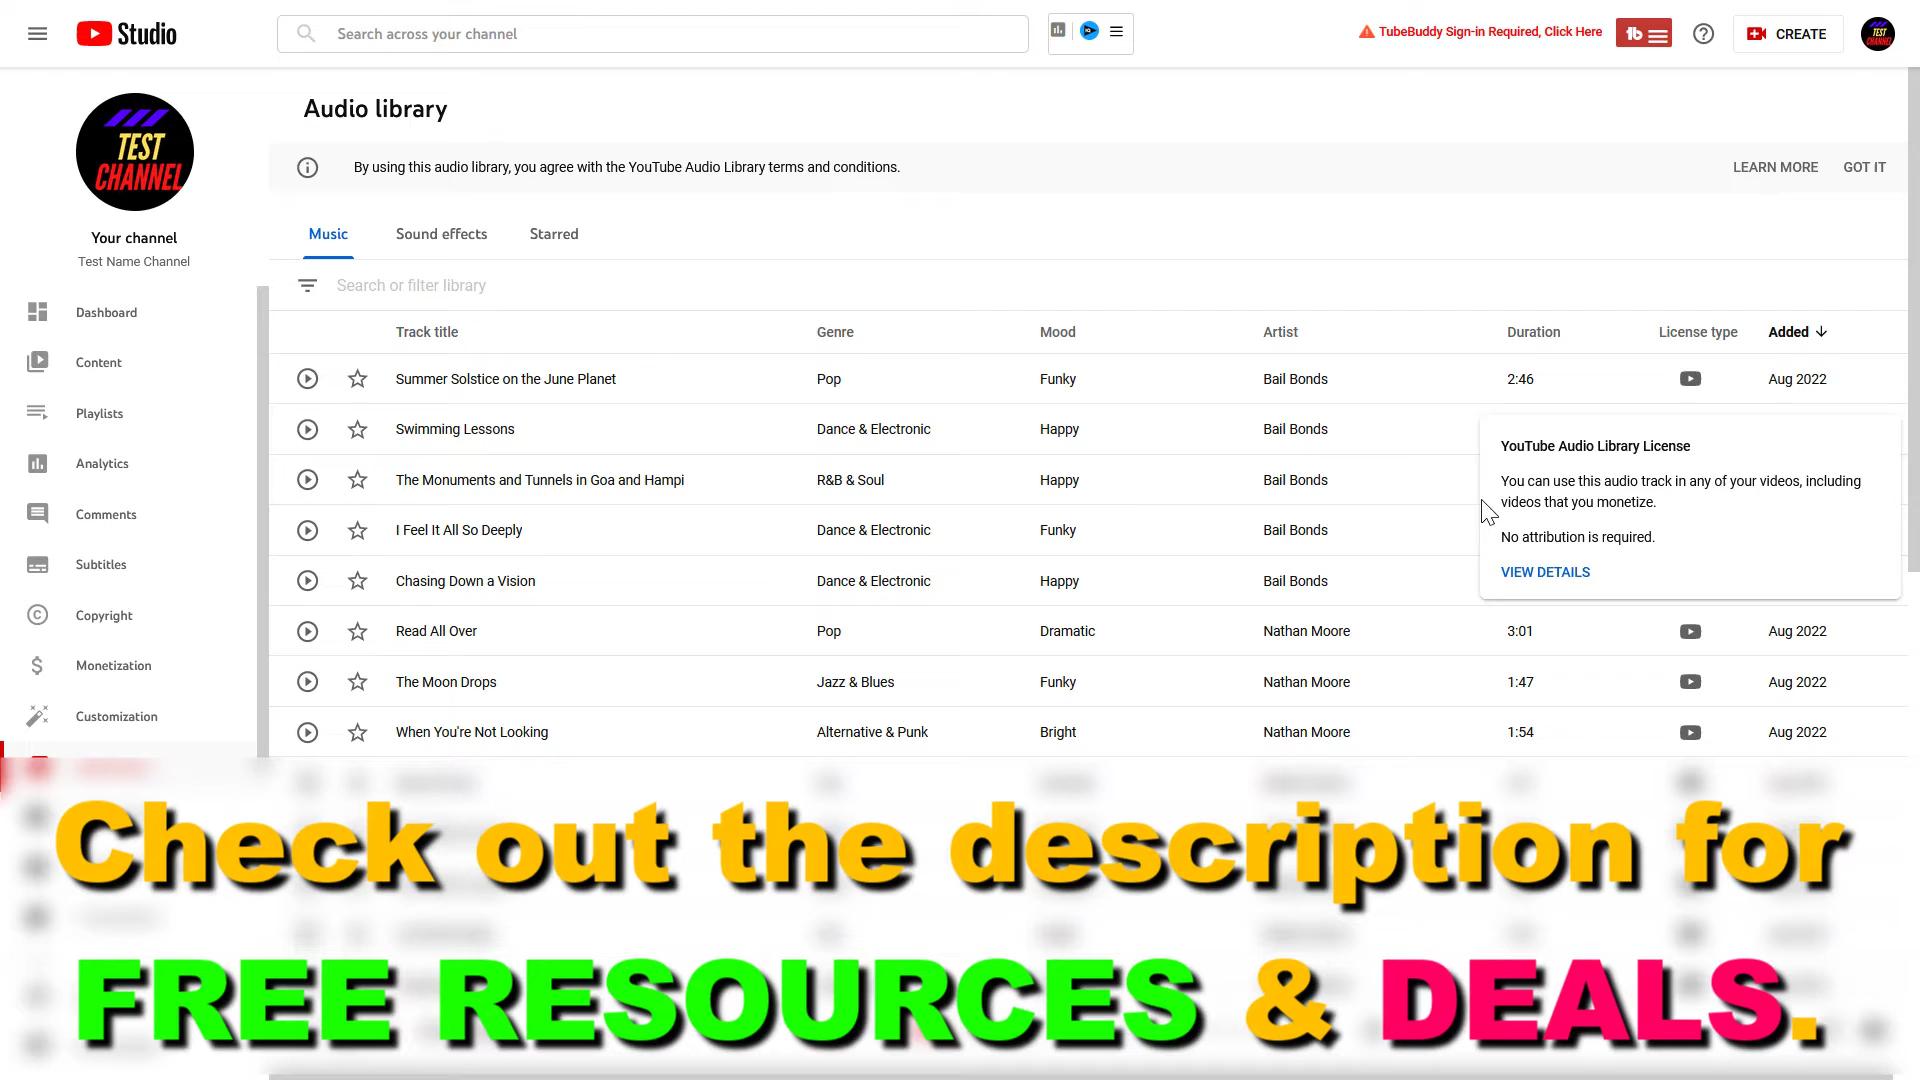 Studio
Search across your channel
TubeBuddy Sign-in Required, Click Here
tb
CREATE
TEST
CHANNEL
Audio library
By using this audio library, you agree with the YouTube Audio Library terms and conditions.
LEARN MORE
GOT IT
TEST
CHANNEL
Your channel
Test Name Channel
Music
Sound effects
Starred
Search or filter library
Dashboard
Content
Playlists
Analytics
Comments
Subtitles
Copyright
Monetization
Customization
Track title Genre Mood Artist Duration License type Added
Summer Solstice on the June Planet Pop Funky Bail Bonds 2:46 Aug 2022
Swimming Lessons Dance & Electronic Happy Bail Bonds
The Monuments and Tunnels in Goa and Hampi R&B & Soul Happy Bail Bonds
I Feel It All So Deeply Dance & Electronic Funky Bail Bonds
Chasing Down a Vision Dance & Electronic Happy Bail Bonds
Read All Over Pop Dramatic Nathan Moore 3:01 Aug 2022
The Moon Drops Jazz & Blues Funky Nathan Moore 1:47 Aug 2022
When You're Not Looking Alternative & Punk Bright Nathan Moore 1:54 Aug 2022
YouTube Audio Library License
You can use this audio track in any of your videos, including
videos that you monetize.
No attribution is required.
VIEW DETAILS
Check out the description for
FREE RESOURCES & DEALS.